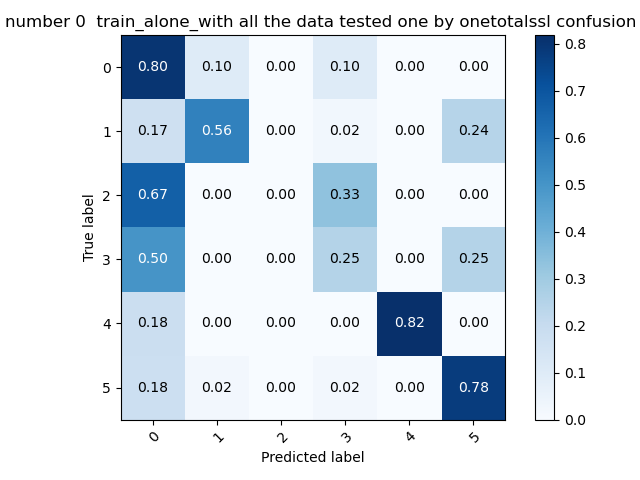 number 0  train_alone_with all the data tested one by onetotalssl confusion
True label
0 0.80 0.10 0.00 0.10 0.00 0.00
1 0.17 0.56 0.00 0.02 0.00 0.24
2 0.67 0.00 0.00 0.33 0.00 0.00
3 0.50 0.00 0.00 0.25 0.00 0.25
4 0.18 0.00 0.00 0.00 0.82 0.00
5 0.18 0.02 0.00 0.02 0.00 0.78
0 1 2 3 4 5
Predicted label
0.8
0.7
0.6
0.5
0.4
0.3
0.2
0.1
0.0